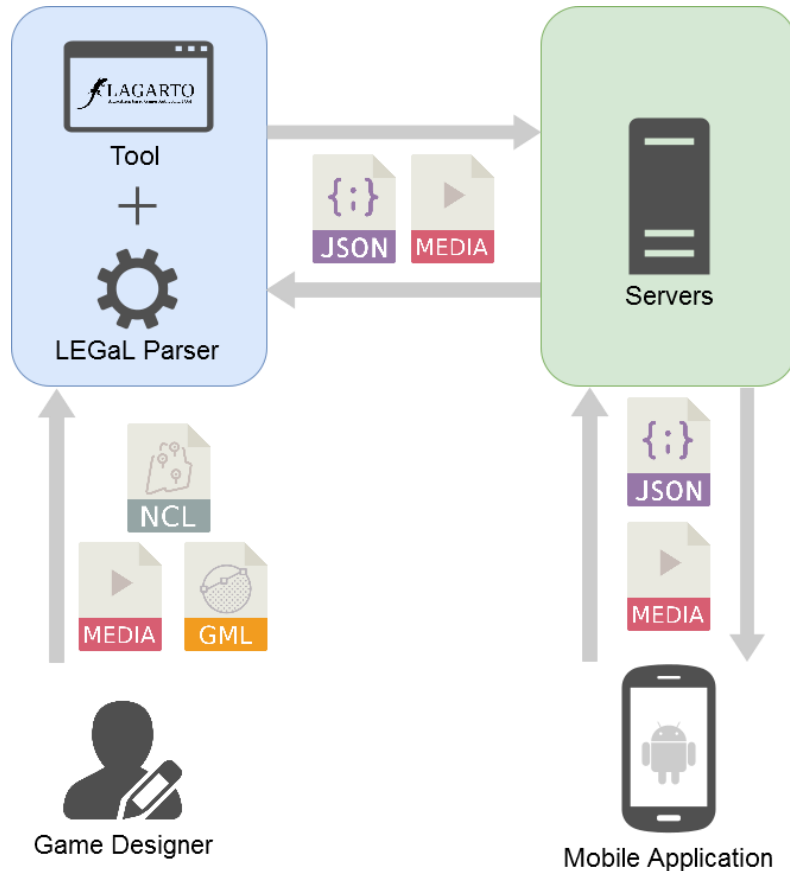 LAGARTO
Tool
LEGaL Parser
{;}
JSON
MEDIA
Servers
NCL
MEDIA
GML
{;}
JSON
MEDIA
Game Designer
Mobile Application